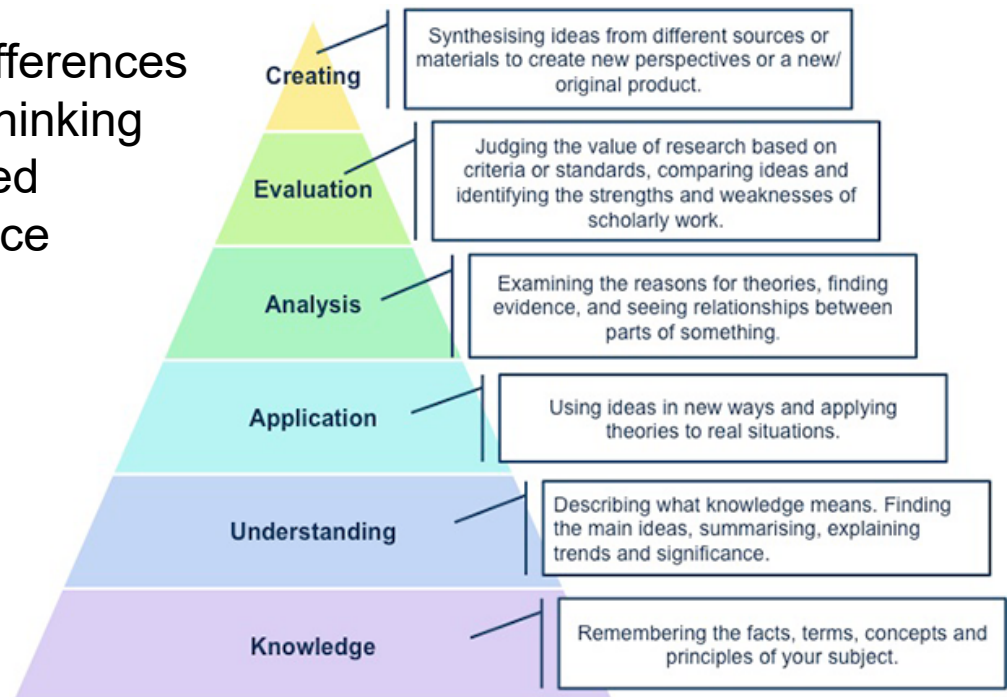 fferences
hinking
ed
ce
Creating
Synthesising ideas from different sources or
materials to create new perspectives or a new/
original product.
Evaluation
Judging the value of research based on
criteria or standards, comparing ideas and
identifying the strengths and weaknesses of
scholarly work.
Analysis
Examining the reasons for theories, finding
evidence, and seeing relationships between
parts of something.
Application
Using ideas in new ways and applying
theories to real situations.
Understanding
Describing what knowledge means. Finding
the main ideas, summarising, explaining
trends and significance.
Knowledge
Remembering the facts, terms, concepts and
principles of your subject.